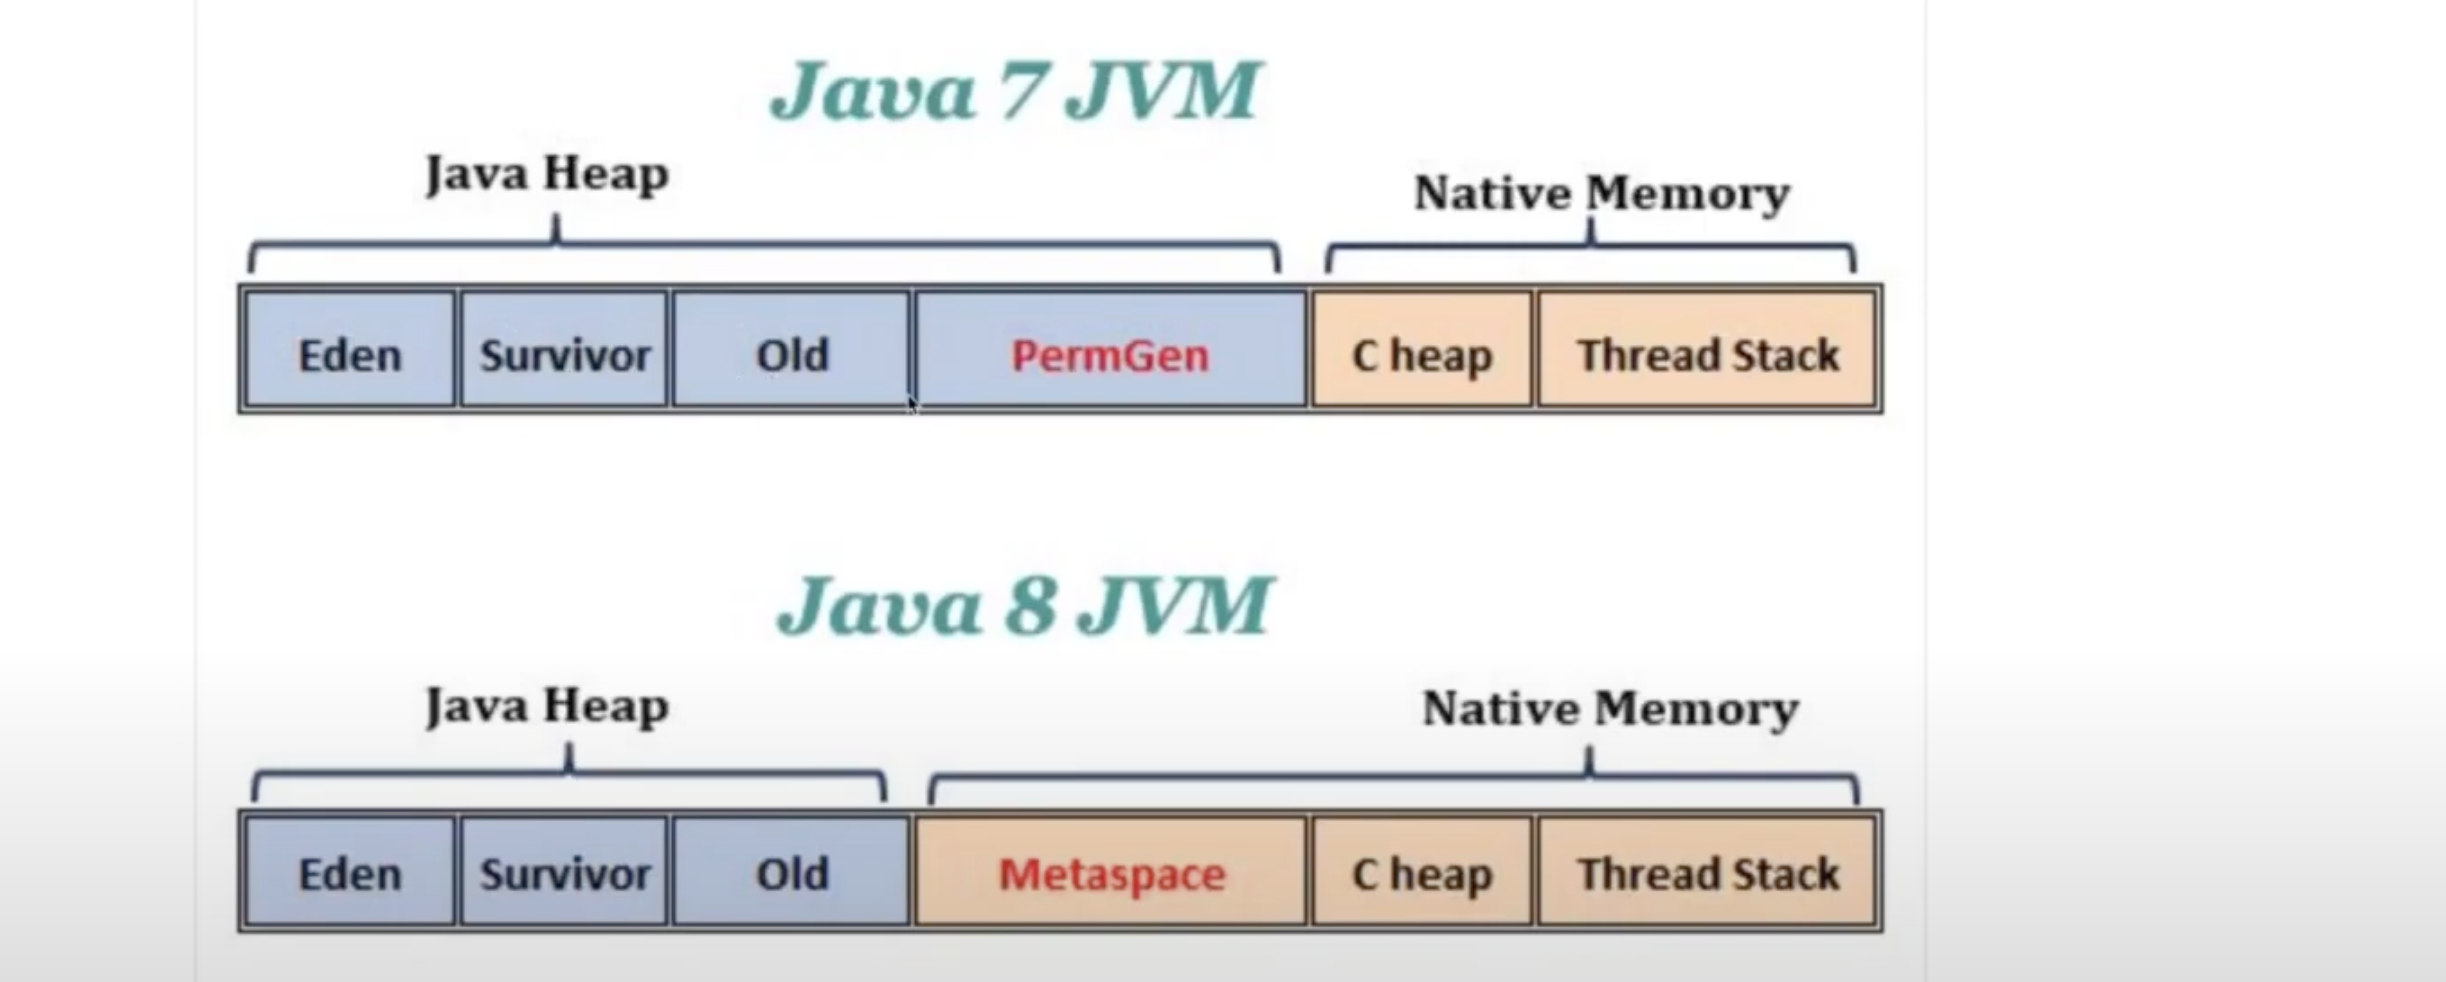 Java 7 JVM
Java Heap
Native Memory
Eden Survivor Old PermGen C heap Thread Stack
Java 8 JVM
Java Heap
Native Memory
Eden Survivor Old Metaspace C heap Thread Stack